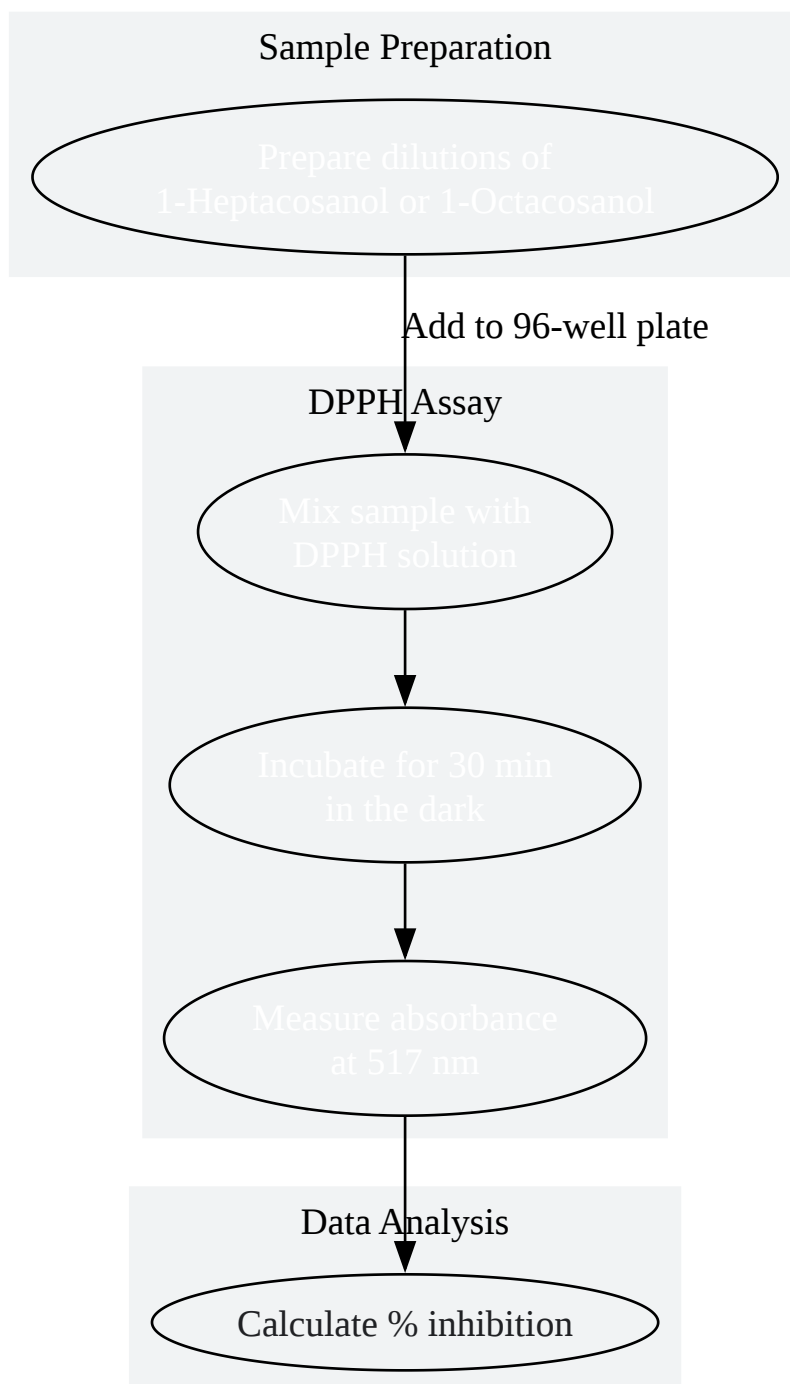 Sample Preparation
Prepare dilutions of
1-Heptacosanol or 1-Octacosanol
Add to 96-well plate
DPPH Assay
Mix sample with
DPPH solution
Incubate for 30 min
in the dark
Measure absorbance
at 517 nm
Data Analysis
Calculate % inhibition